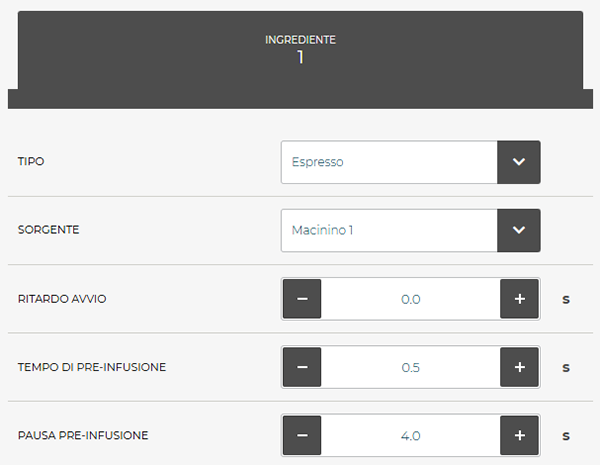 INGREDIENTE
1
TIPO Espresso
SORGENTE Macinino 1
RITARDO AVVIO − 0.0 + s
TEMPO DI PRE-INFUSIONE − 0.5 + s
PAUSA PRE-INFUSIONE − 4.0 + s